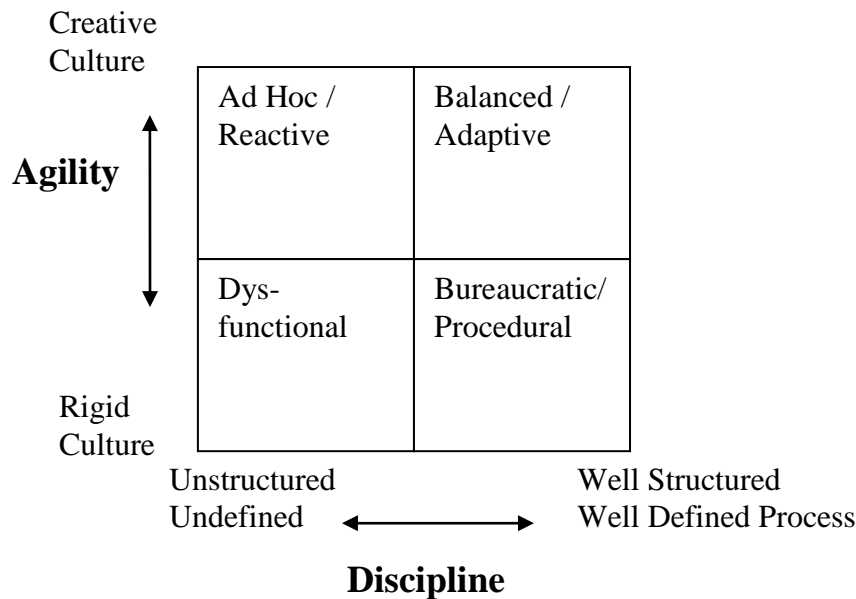 Creative
Culture
Ad Hoc /
Reactive
Balanced /
Adaptive
Agility
Dys-
functional
Bureaucratic/
Procedural
Rigid
Culture
Unstructured
Undefined
Well Structured
Well Defined Process
Discipline